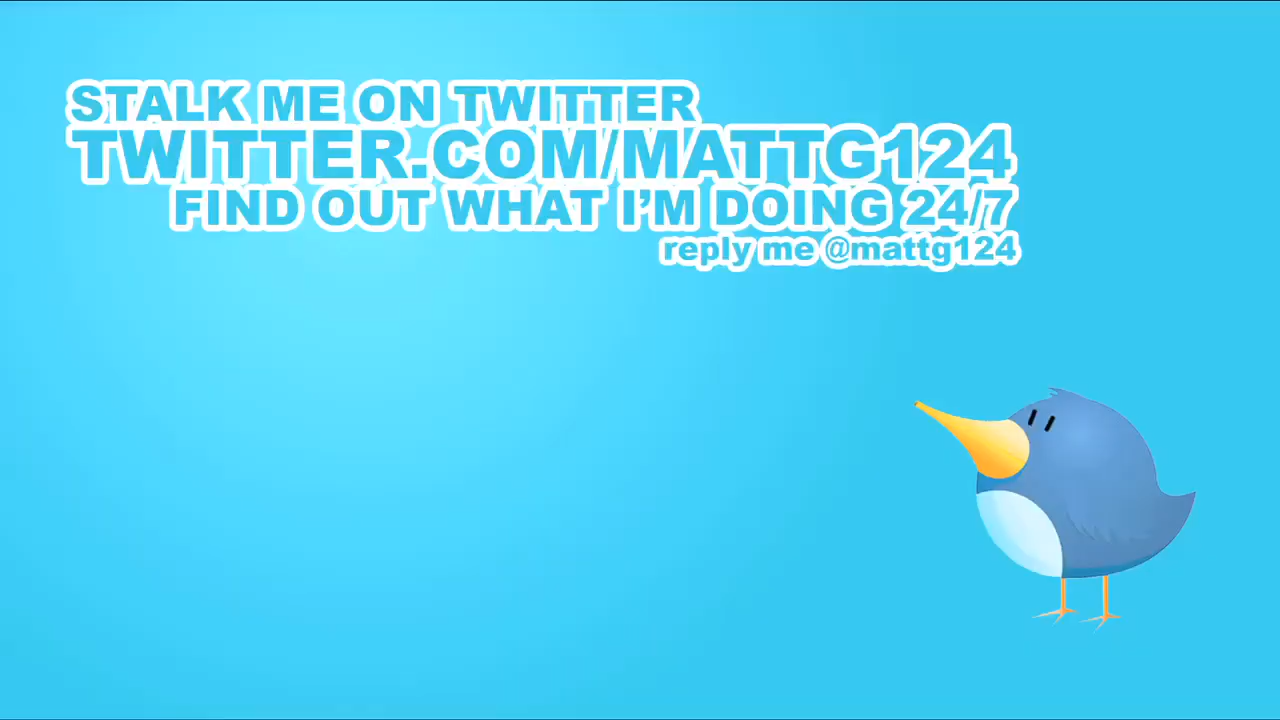 STALK ME ON TWITTER
TWITTER.COM/MATTG124
FIND OUT WHAT I'M DOING 24/7
reply me @mattg124